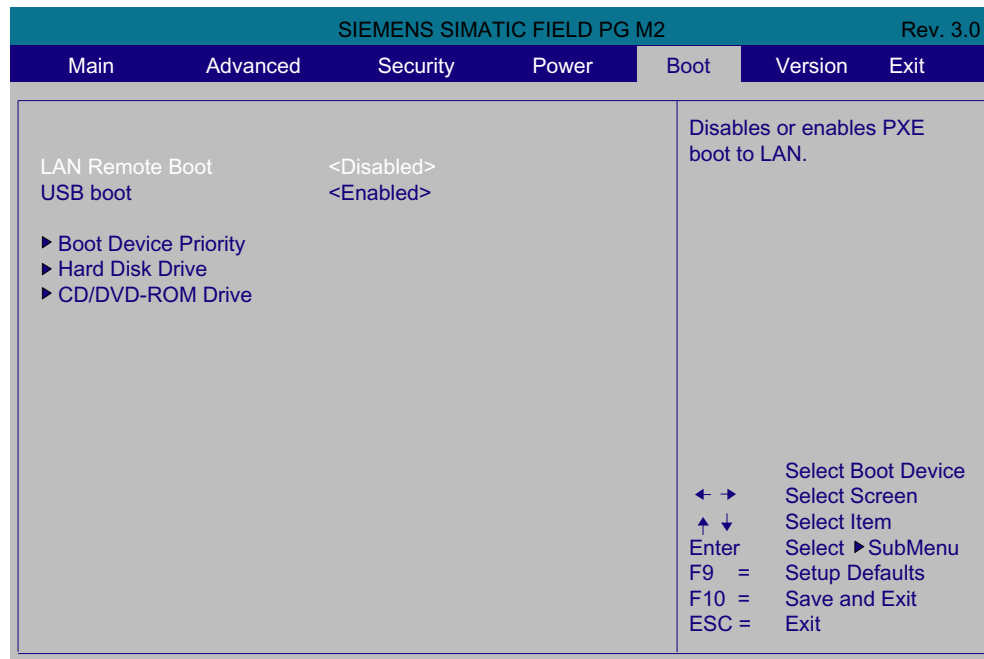 SIEMENS SIMATIC FIELD PG M2 Rev. 3.0
Main Advanced Security Power Boot Version Exit
LAN Remote Boot <Disabled>
USB boot <Enabled>
Boot Device Priority
Hard Disk Drive
CD/DVD-ROM Drive
Disables or enables PXE
boot to LAN.
Select Boot Device
← → Select Screen
↑ ↓ Select Item
Enter Select ▶ SubMenu
F9 = Setup Defaults
F10 = Save and Exit
ESC = Exit